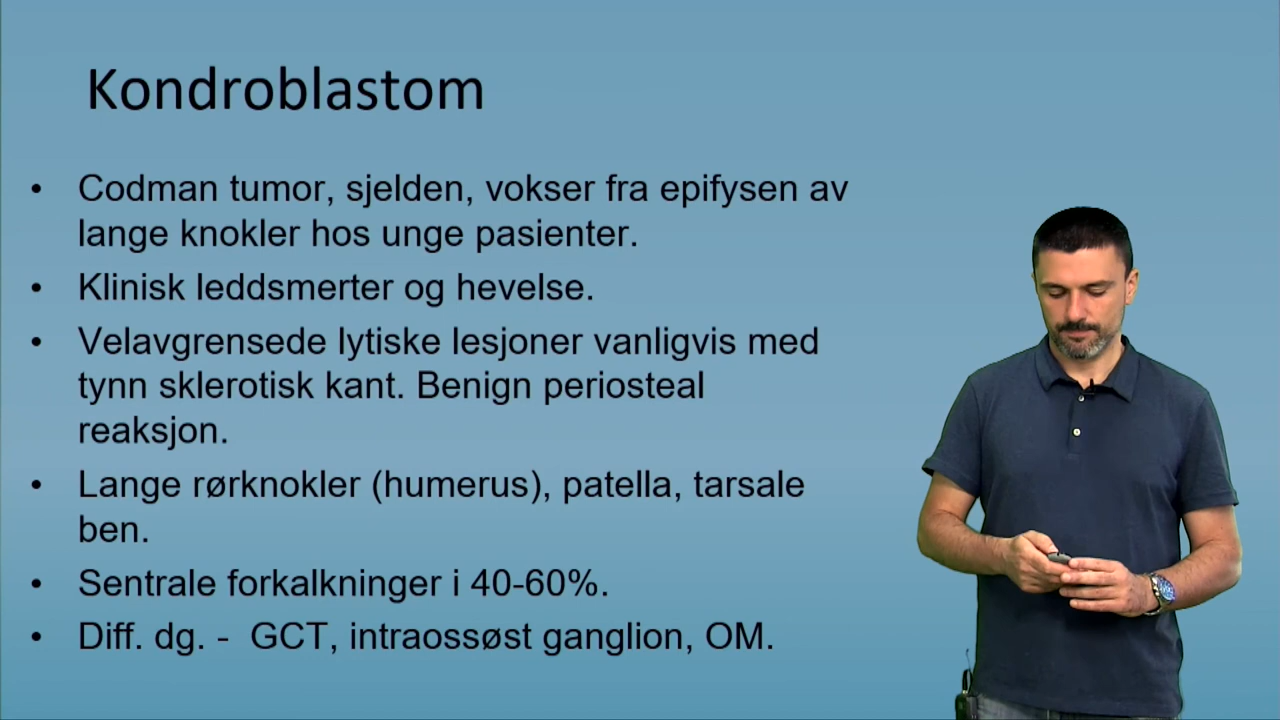 Kondroblastom
• Codman tumor, sjelden, vokser fra epifysen av
lange knokler hos unge pasienter.
• Klinisk leddsmerter og hevelse.
• Velavgrensede lytiske lesjoner vanligvis med
tynn sklerotisk kant. Benign periosteal
reaksjon.
• Lange rørknokler (humerus), patella, tarsale
ben.
• Sentrale forkalkninger i 40-60%.
• Diff. dg. - GCT, intraossøst ganglion, OM.